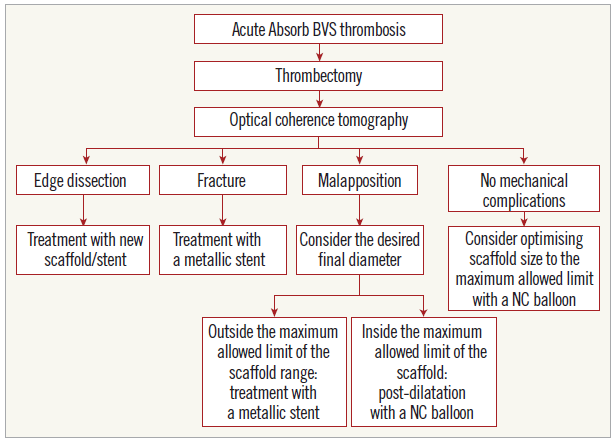 Acute Absorb BVS thrombosis
Thrombectomy
Optical coherence tomography
Edge dissection
Fracture
Malapposition
No mechanical
complications
Treatment with new
scaffold/stent
Treatment with
a metallic stent
Consider the desired
final diameter
Consider optimising
scaffold size to the
maximum allowed limit
with a NC balloon
Outside the maximum
allowed limit of the
scaffold range:
treatment with
a metallic stent
Inside the maximum
allowed limit of the
scaffold:
post-dilatation
with a NC balloon